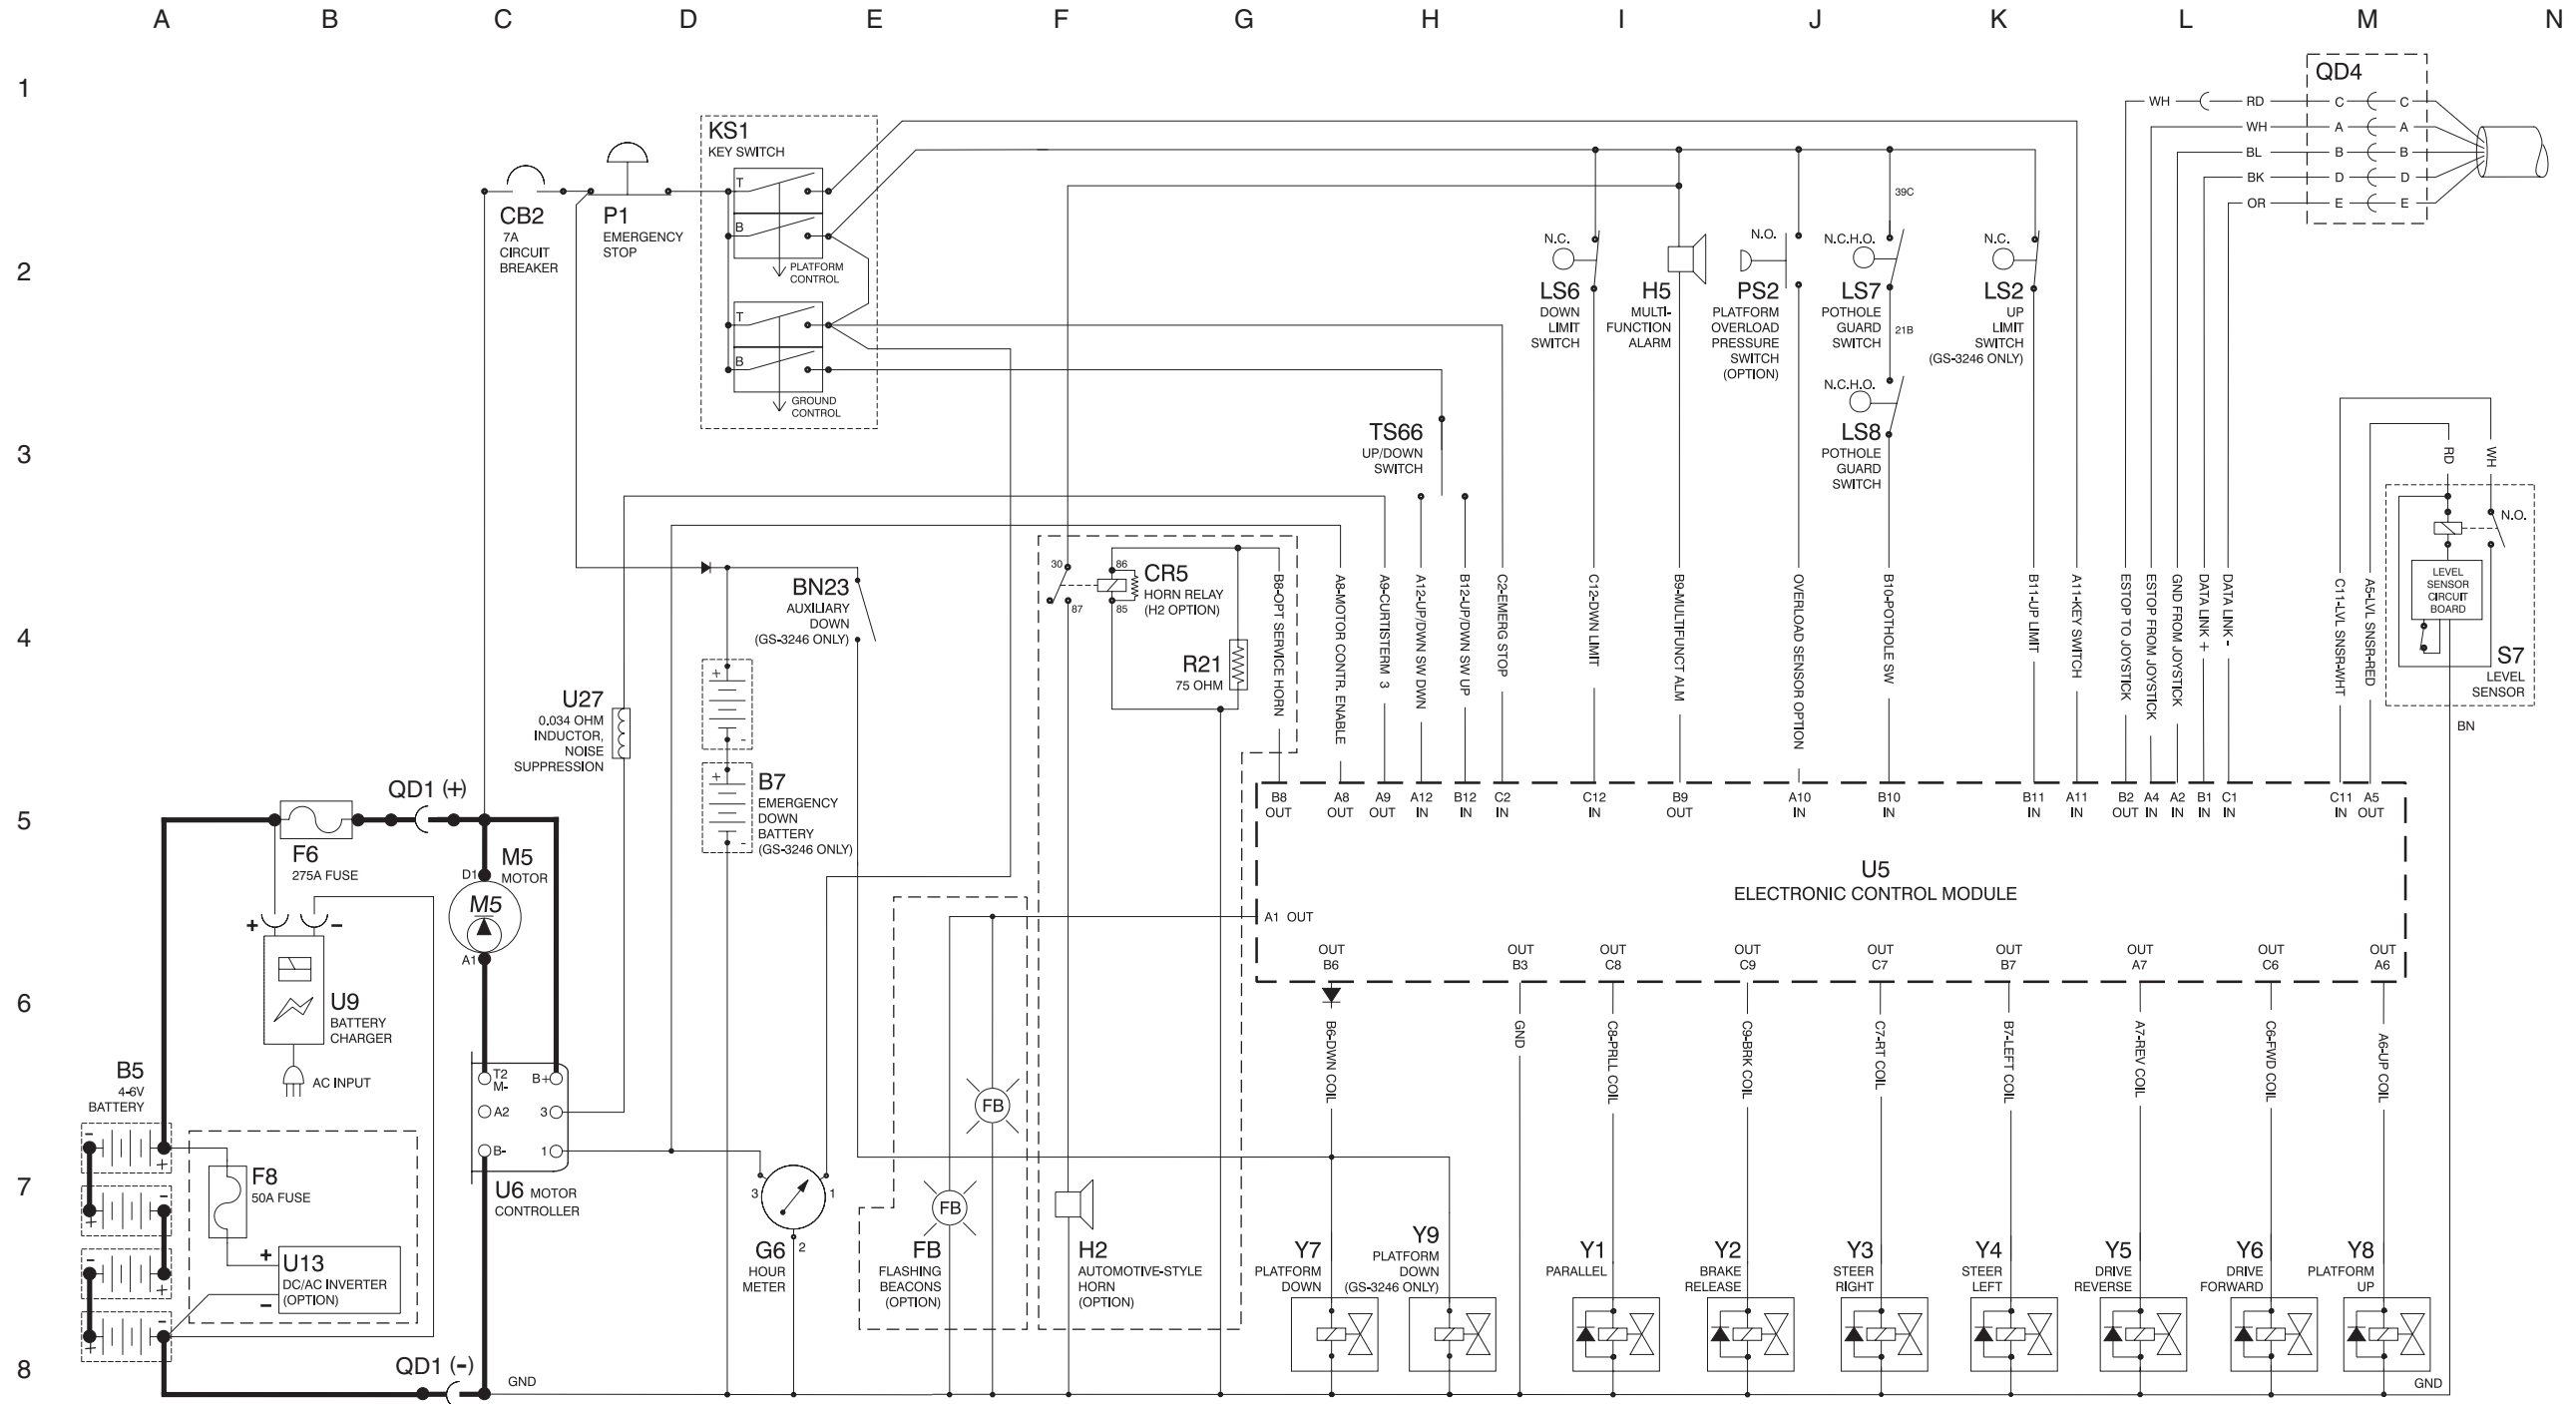 A B C D E F G H I J K L M N
1
2
3
4
5
6
7
8
QD4
WH RD C C
WH A A
BL B B
BK D D
OR E E
KS1
KEY SWITCH
T
B
PLATFORM
CONTROL
T
B
GROUND
CONTROL
CB2
7A
CIRCUIT
BREAKER
P1
EMERGENCY
STOP
N.C.
LS6
DOWN
LIMIT
SWITCH
H5
MULTI-
FUNCTION
ALARM
N.O.
PS2
PLATFORM
OVERLOAD
PRESSURE
SWITCH
(OPTION)
39C
N.C.H.O.
LS7
POTHOLE
GUARD
SWITCH
21B
N.C.H.O.
LS8
POTHOLE
GUARD
SWITCH
N.C.
LS2
UP
LIMIT
SWITCH
(GS-3246 ONLY)
TS66
UP/DOWN
SWITCH
RD
WH
N.O.
LEVEL
SENSOR
CIRCUIT
BOARD
S7
LEVEL
SENSOR
BN
BN23
AUXILIARY
DOWN
(GS-3246 ONLY)
30
87
86
85
CR5
HORN RELAY
(H2 OPTION)
R21
75 OHM
U27
0.034 OHM
INDUCTOR,
NOISE
SUPPRESSION
+
-
+
-
B7
EMERGENCY
DOWN
BATTERY
(GS-3246 ONLY)
B8-OPT SERVICE HORN
A8-MOTOR CONTR. ENABLE
A9-CURTISTERM 3
A12-UP/DWN SW DWN
B12-UP/DWN SW UP
C2-EMERG STOP
C12-DWN LIMIT
B9-MULTIFUNCT ALM
OVERLOAD SENSOR OPTION
B10-POTHOLE SW
B11-UP LIMIT
A11-KEY SWITCH
ESTOP TO JOYSTICK
ESTOP FROM JOYSTICK
GND FROM JOYSTICK
DATA LINK +
DATA LINK -
C11-LVL SNSR-WHT
A5-LVL SNSR-RED
B8 A8 A9 A12 B12 C2 C12 B9 A10 B10 B11 A11 B2 A4 A2 B1 C1 C11 A5
OUT OUT OUT IN IN IN IN OUT IN IN IN IN OUT IN IN IN IN IN OUT
U5
ELECTRONIC CONTROL MODULE
A1 OUT
OUT OUT OUT OUT OUT OUT OUT OUT OUT
B6 B3 C8 C9 C7 B7 A7 C6 A6
B6-DWN COIL
GND
C8-PRLL COIL
C9-BRK COIL
C7-RT COIL
B7-LEFT COIL
A7-REV COIL
C6-FWD COIL
A6-UP COIL
QD1 (+)
F6
275A FUSE
M5
MOTOR
D1
M5
A1
+ -
U9
BATTERY
CHARGER
AC INPUT
B5
4-6V
BATTERY
-
+
-
+
-
+
-
+
F8
50A FUSE
+
-
U13
DC/AC INVERTER
(OPTION)
T2
M-
B+
A2
3
B-
1
U6 MOTOR
CONTROLLER
3
1
2
G6
HOUR
METER
FB
FB
FB
FLASHING
BEACONS
(OPTION)
H2
AUTOMOTIVE-STYLE
HORN
(OPTION)
Y7
PLATFORM
DOWN
Y9
PLATFORM
DOWN
(GS-3246 ONLY)
Y1
PARALLEL
Y2
BRAKE
RELEASE
Y3
STEER
RIGHT
Y4
STEER
LEFT
Y5
DRIVE
REVERSE
Y6
DRIVE
FORWARD
Y8
PLATFORM
UP
QD1 (-)
GND
GND